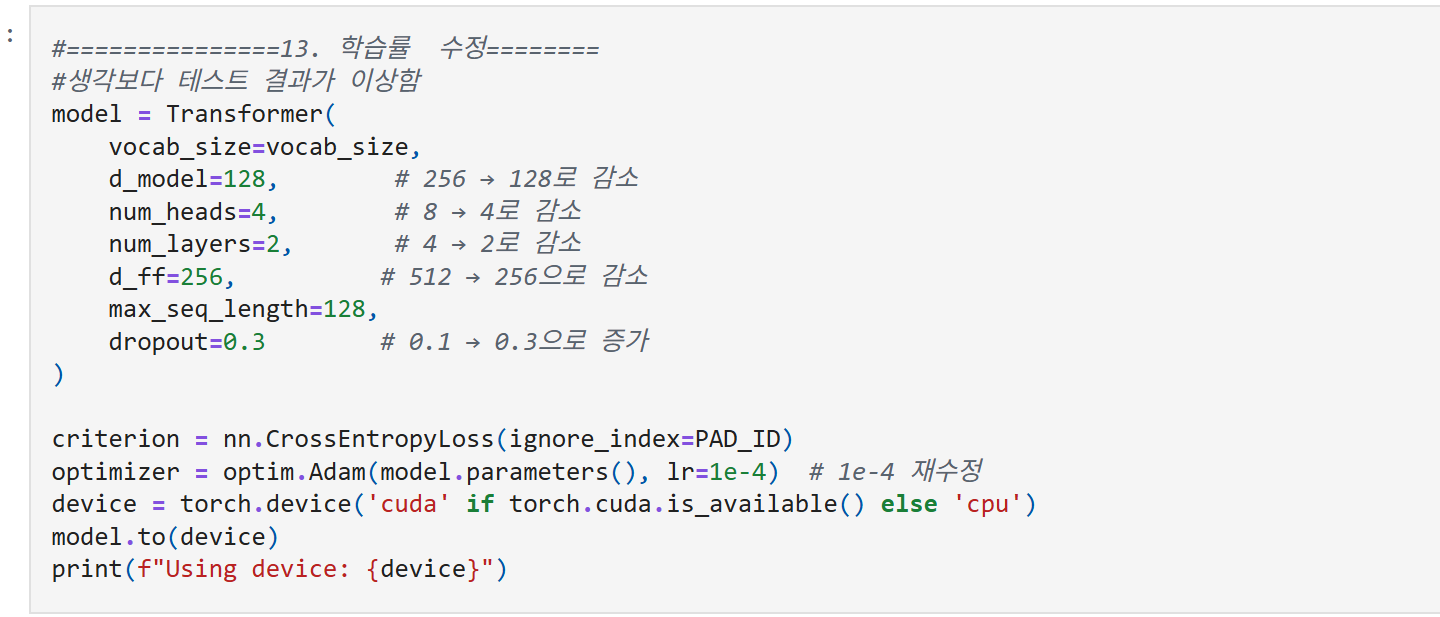 :
#===============13. 학습률  수정========
#생각보다 테스트 결과가 이상함
model = Transformer(
    vocab_size=vocab_size,
    d_model=128,        # 256 → 128로 감소
    num_heads=4,        # 8 → 4로 감소
    num_layers=2,       # 4 → 2로 감소
    d_ff=256,          # 512 → 256으로 감소
    max_seq_length=128,
    dropout=0.3        # 0.1 → 0.3으로 증가
)
criterion = nn.CrossEntropyLoss(ignore_index=PAD_ID)
optimizer = optim.Adam(model.parameters(), lr=1e-4)  # 1e-4 재수정
device = torch.device('cuda' if torch.cuda.is_available() else 'cpu')
model.to(device)
print(f"Using device: {device}")